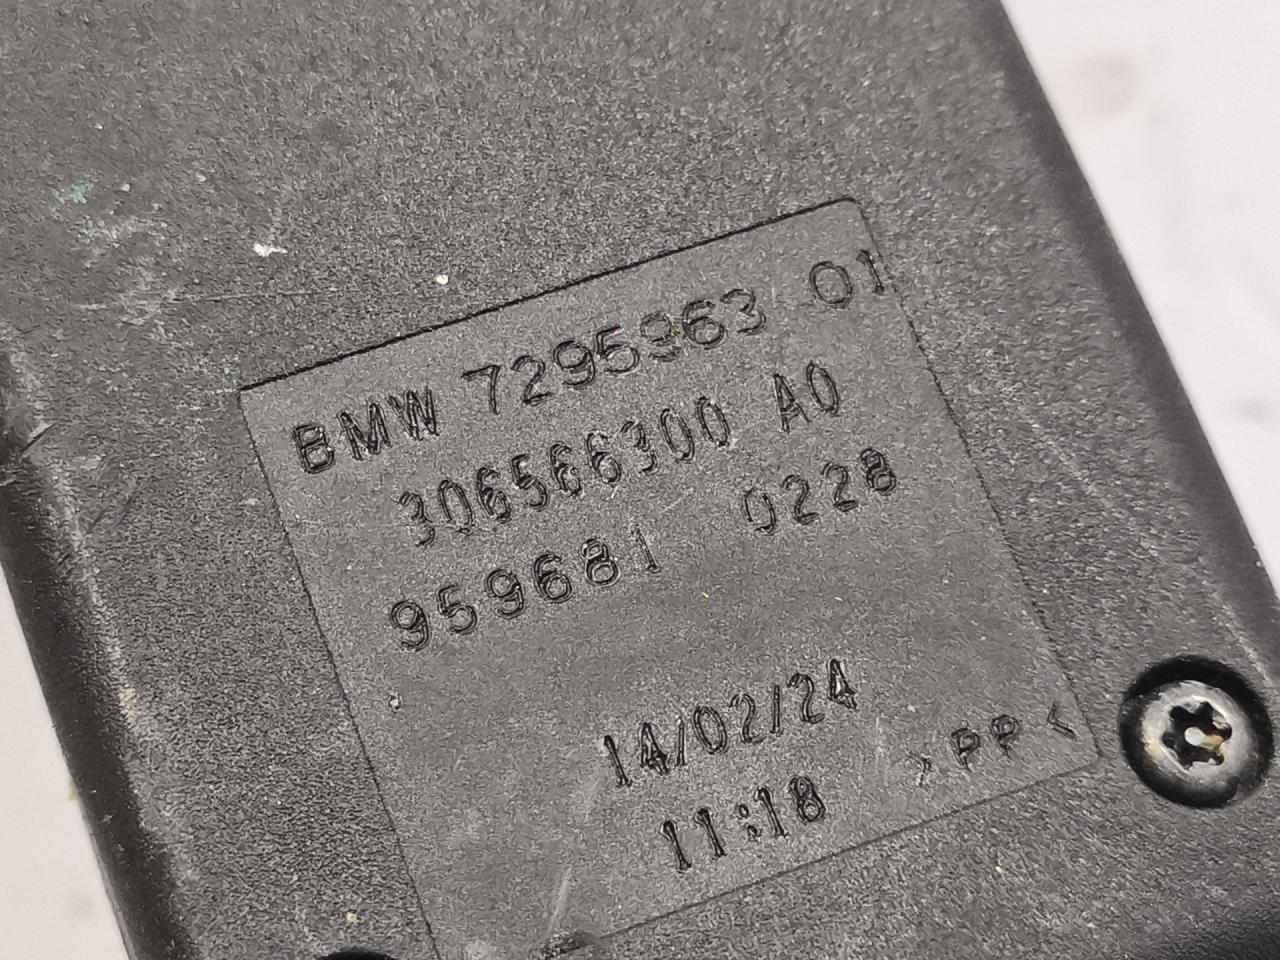 BMW 7295963 01
306566300 A0
959681 0228
14/02/24
11:18
>PP<